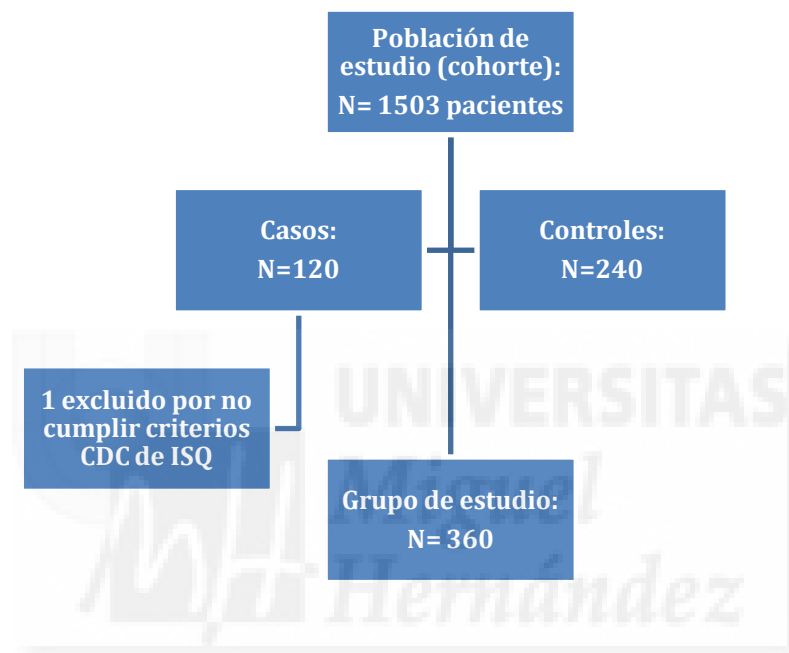 Población de
estudio (cohorte):
N= 1503 pacientes
Casos:
N=120
Controles:
N=240
1 excluido por no
cumplir criterios
CDC de ISQ
Grupo de estudio:
N= 360
UNIVERSITAS
Miguel
Hernández